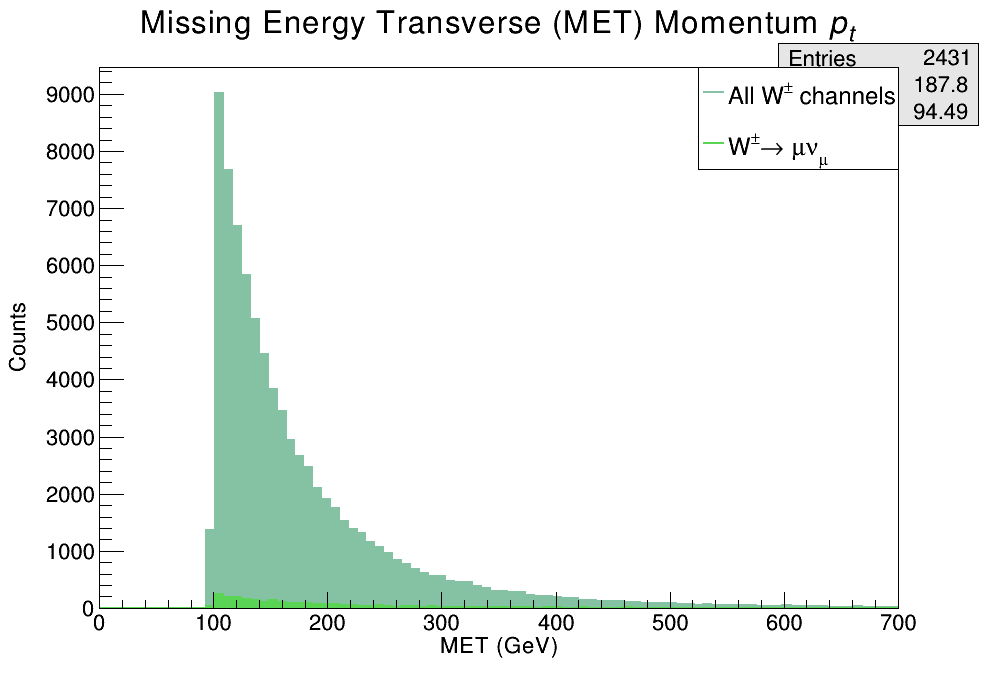 Missing Energy Transverse (MET) Momentum p_t
Entries 2431
187.8
94.49
All W± channels
W±→ μν_μ
9000
8000
7000
6000
5000
4000
3000
2000
1000
0
Counts
0 100 200 300 400 500 600 700
MET (GeV)